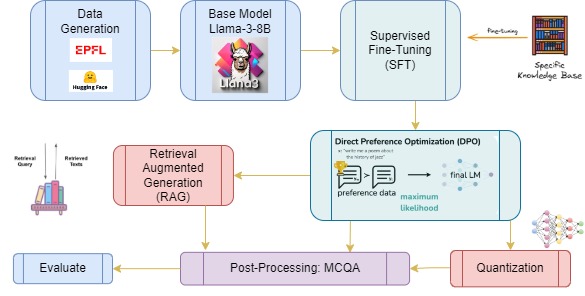 Data
Generation
EPFL
Hugging Face
Base Model
Llama-3-8B
Llama3
Supervised
Fine-Tuning
(SFT)
Fine-tuning
Specific
Knowledge Base
Retrieval
Query
Retrieved
Texts
Retrieval
Augmented
Generation
(RAG)
Direct Preference Optimization (DPO)
x: "write me a poem about
the history of jazz"
preference data
maximum
likelihood
final LM
Evaluate
Post-Processing: MCQA
Quantization